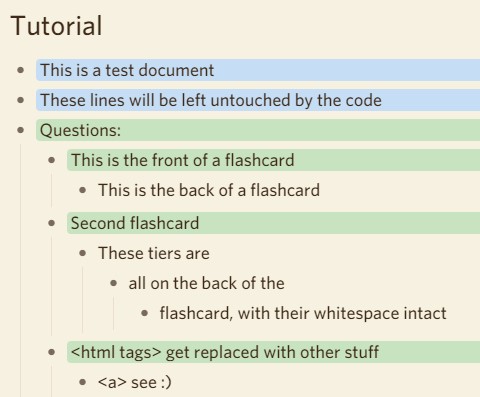 Tutorial
This is a test document
These lines will be left untouched by the code
Questions:
This is the front of a flashcard
This is the back of a flashcard
Second flashcard
These tiers are
all on the back of the
flashcard, with their whitespace intact
<html tags> get replaced with other stuff
<a> see :)